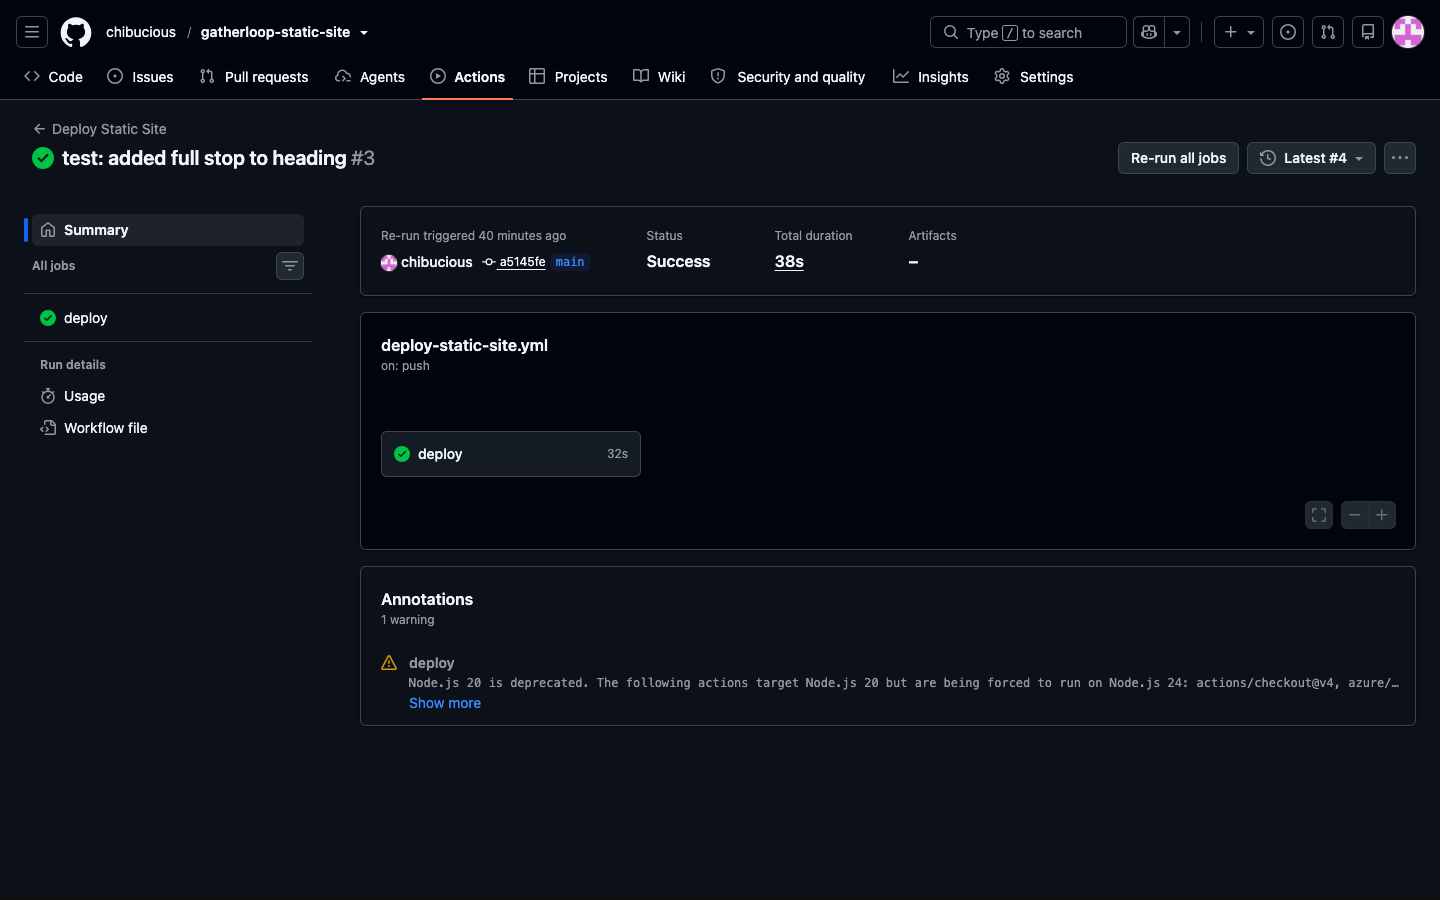 chibucious / gatherloop-static-site
Type / to search
Code
Issues
Pull requests
Agents
Actions
Projects
Wiki
Security and quality
Insights
Settings
Deploy Static Site
test: added full stop to heading #3
Re-run all jobs
Latest #4
Summary
All jobs
deploy
Run details
Usage
Workflow file
Re-run triggered 40 minutes ago
chibucious a5145fe main
Status
Success
Total duration
38s
Artifacts
–
deploy-static-site.yml
on: push
deploy 32s
Annotations
1 warning
deploy
Node.js 20 is deprecated. The following actions target Node.js 20 but are being forced to run on Node.js 24: actions/checkout@v4, azure/…
Show more